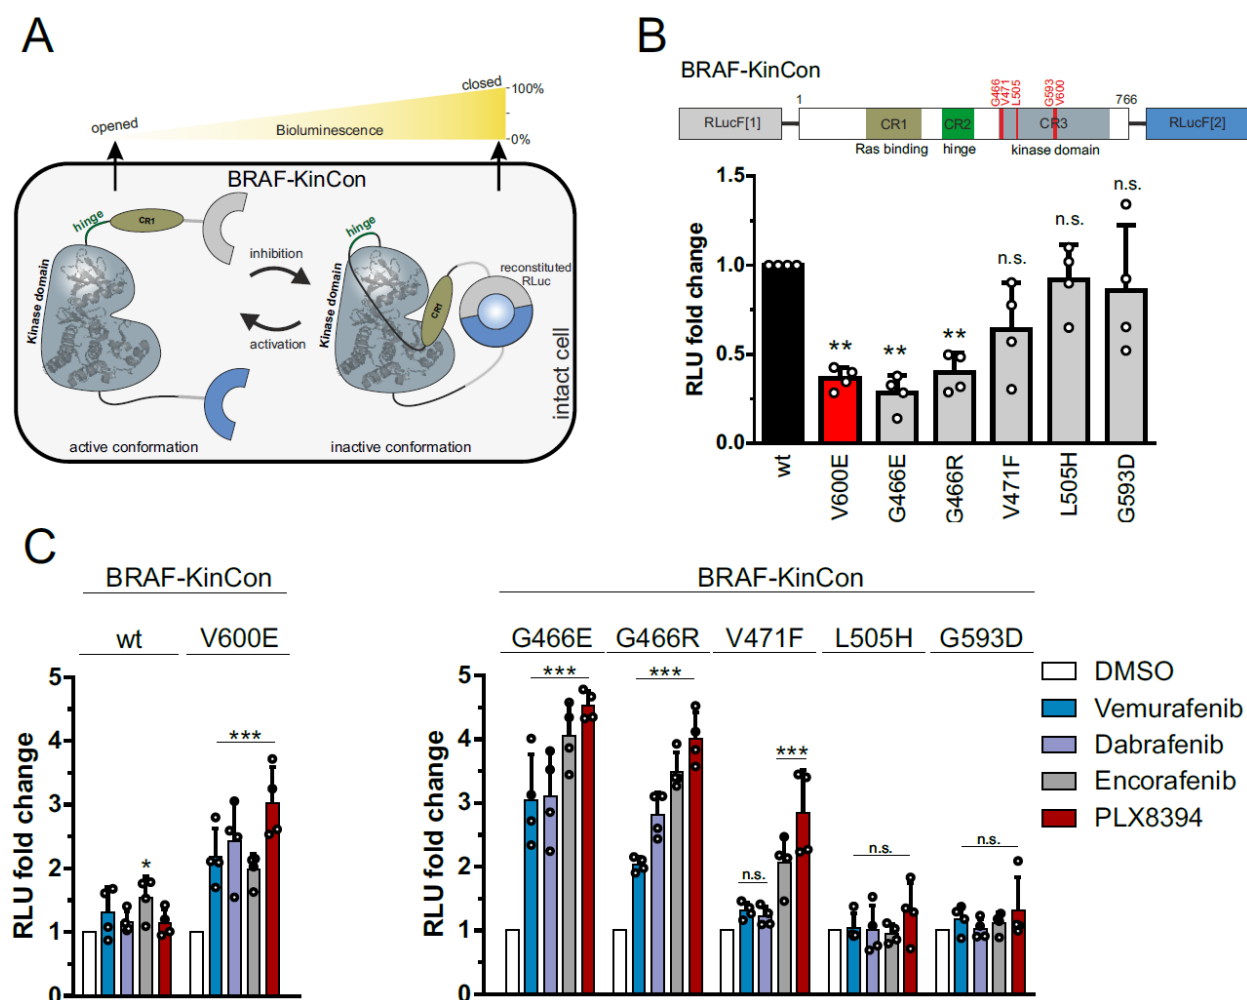 A
closed
100%
opened
Bioluminescence
0%
BRAF-KinCon
hinge
CR1
Kinase domain
inhibition
activation
active conformation
hinge
Kinase domain
CR1
reconstituted
RLuc
inactive conformation
intact cell
B
BRAF-KinCon
G466
V471
L505
G593
V600
1
766
RLucF[1]
CR1
CR2
CR3
RLucF[2]
Ras binding
hinge
kinase domain
RLU fold change
1.5
1.0
0.5
0.0
**
**
**
n.s.
n.s.
n.s.
wt
V600E
G466E
G466R
V471F
L505H
G593D
C
BRAF-KinCon
wt
V600E
RLU fold change
5
4
3
2
1
0
*
***
BRAF-KinCon
G466E
G466R
V471F
L505H
G593D
RLU fold change
5
4
3
2
1
0
***
***
n.s.
***
n.s.
n.s.
DMSO
Vemurafenib
Dabrafenib
Encorafenib
PLX8394